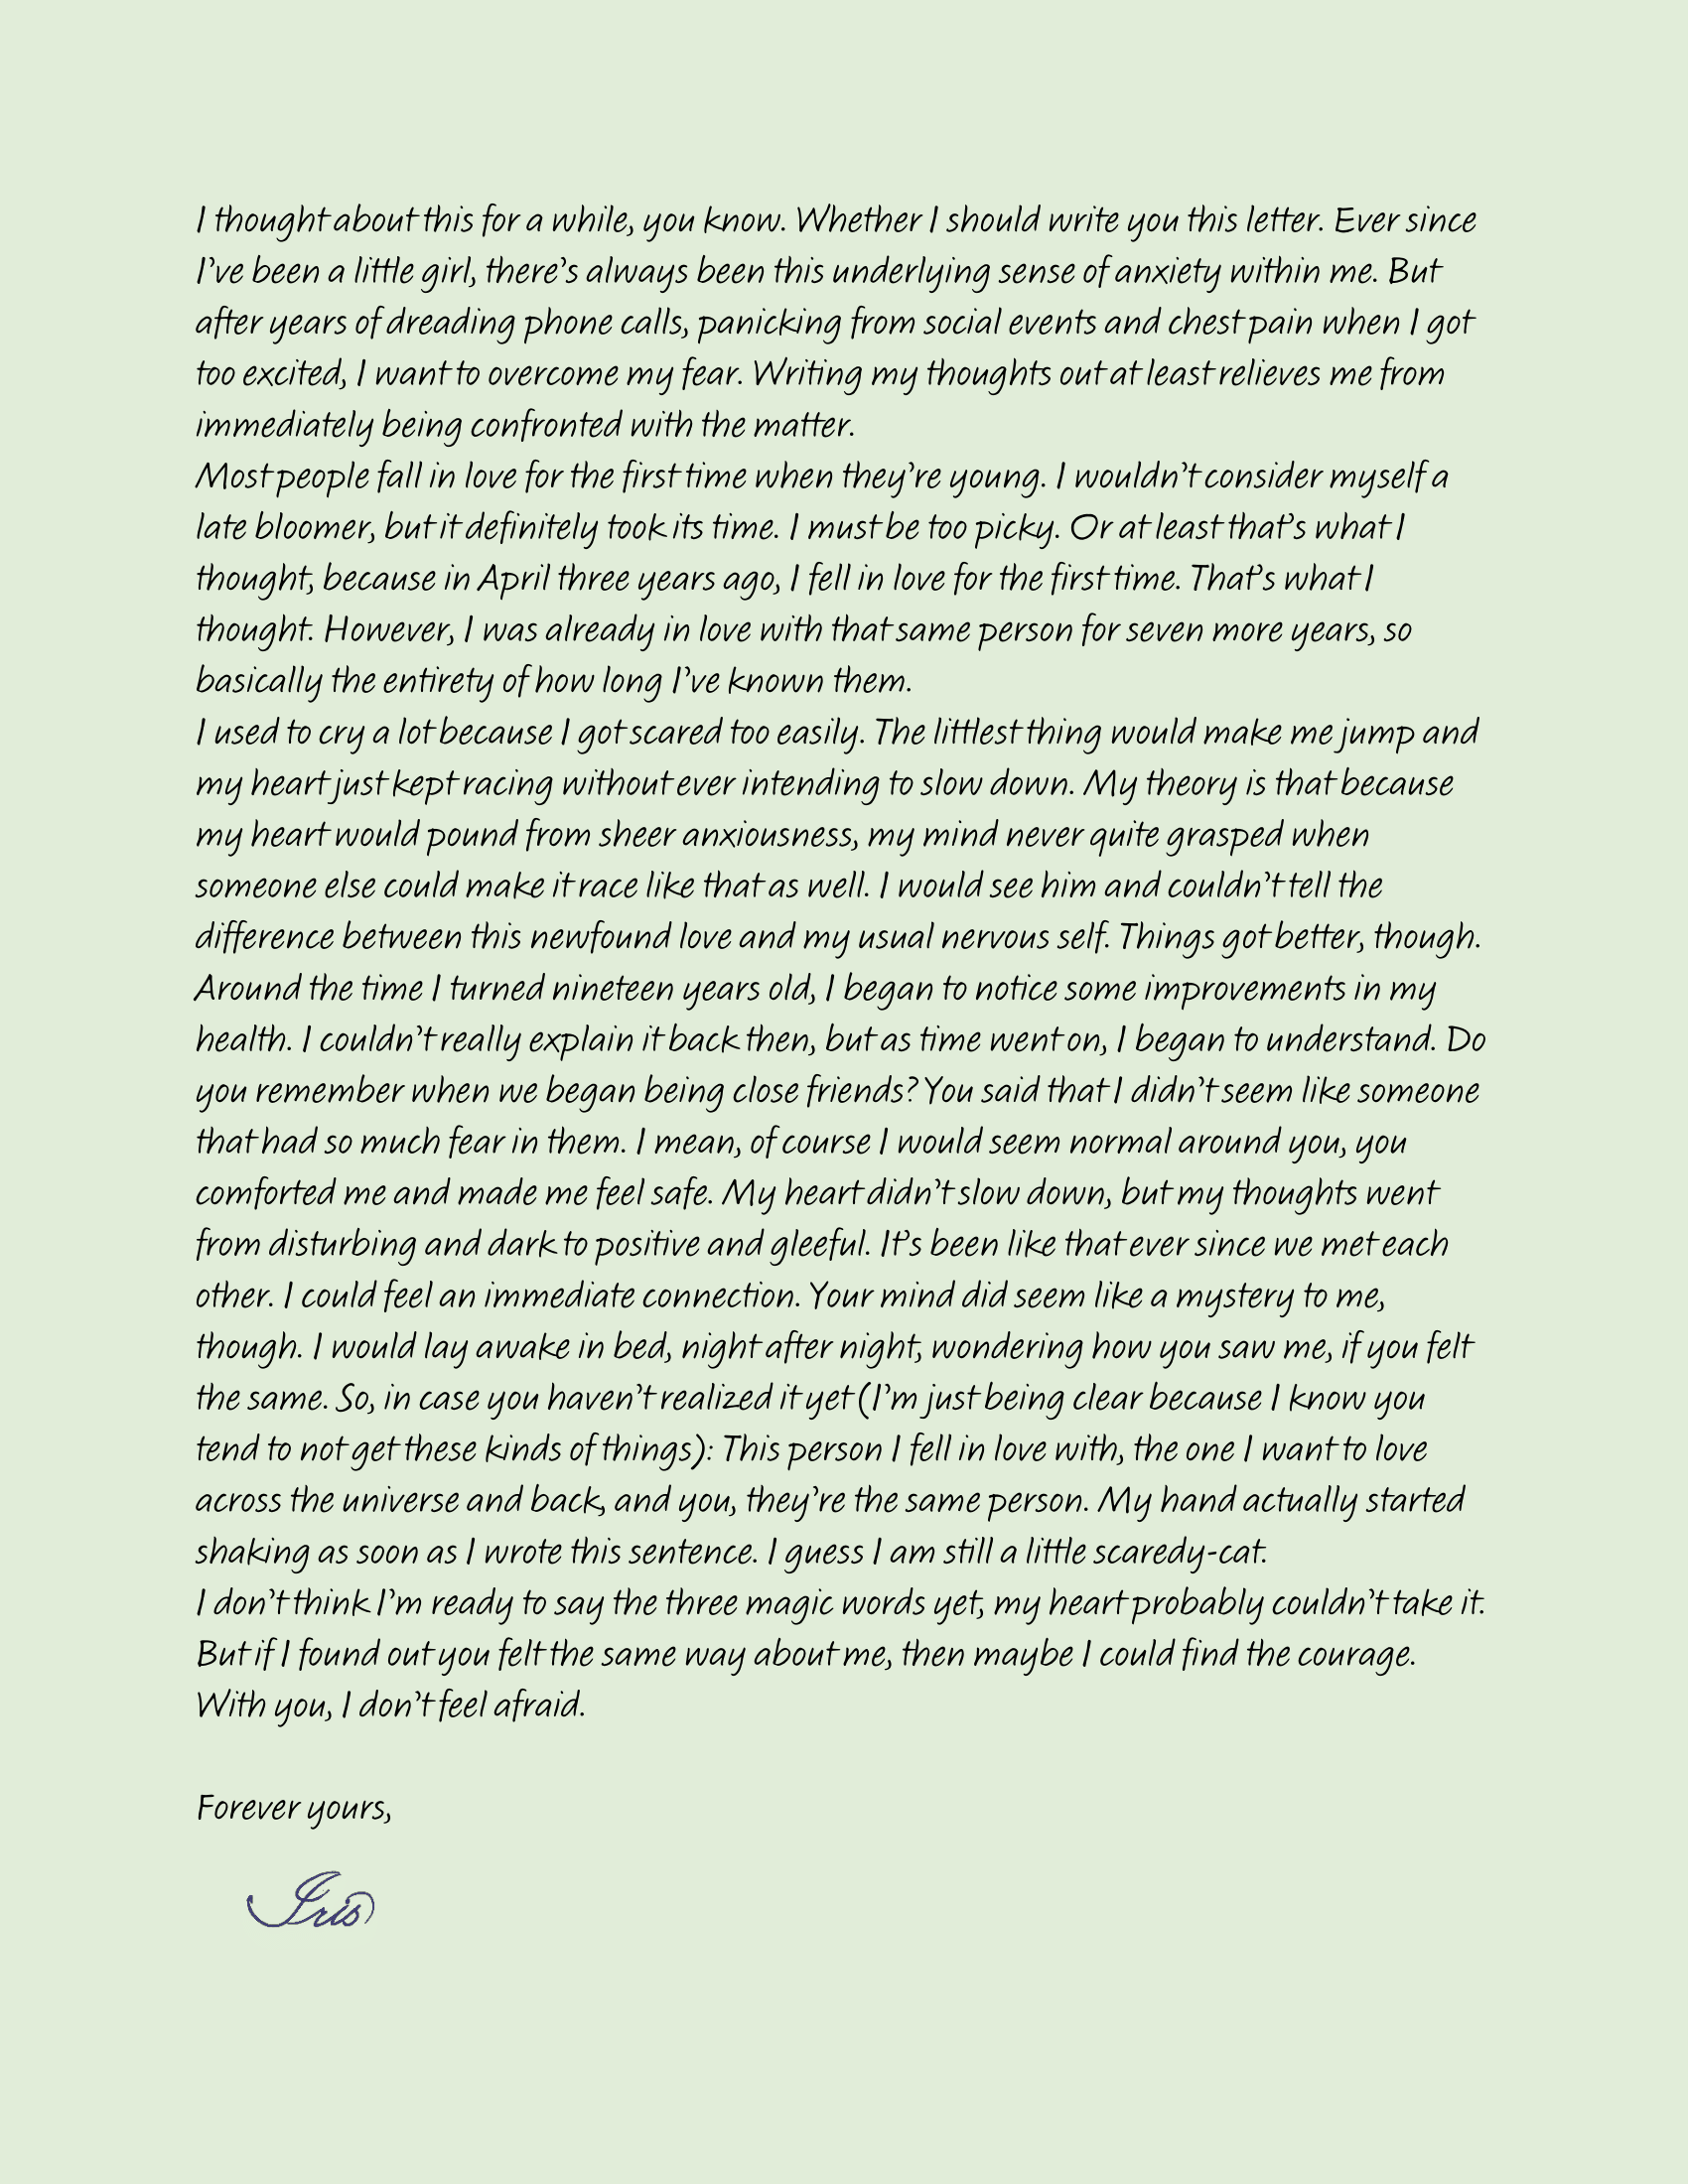 I thought about this for a while, you know. Whether I should write you this letter. Ever since
I've been a little girl, there's always been this underlying sense of anxiety within me. But
after years of dreading phone calls, panicking from social events and chest pain when I got
too excited, I want to overcome my fear. Writing my thoughts out at least relieves me from
immediately being confronted with the matter.
Most people fall in love for the first time when they're young. I wouldn't consider myself a
late bloomer, but it definitely took its time. I must be too picky. Or at least that's what I
thought, because in April three years ago, I fell in love for the first time. That's what I
thought. However, I was already in love with that same person for seven more years, so
basically the entirety of how long I've known them.
I used to cry a lot because I got scared too easily. The littlest thing would make me jump and
my heart just kept racing without ever intending to slow down. My theory is that because
my heart would pound from sheer anxiousness, my mind never quite grasped when
someone else could make it race like that as well. I would see him and couldn't tell the
difference between this newfound love and my usual nervous self. Things got better, though.
Around the time I turned nineteen years old, I began to notice some improvements in my
health. I couldn't really explain it back then, but as time went on, I began to understand. Do
you remember when we began being close friends? You said that I didn't seem like someone
that had so much fear in them. I mean, of course I would seem normal around you, you
comforted me and made me feel safe. My heart didn't slow down, but my thoughts went
from disturbing and dark to positive and gleeful. It's been like that ever since we met each
other. I could feel an immediate connection. Your mind did seem like a mystery to me,
though. I would lay awake in bed, night after night, wondering how you saw me, if you felt
the same. So, in case you haven't realized it yet (I'm just being clear because I know you
tend to not get these kinds of things): This person I fell in love with, the one I want to love
across the universe and back, and you, they're the same person. My hand actually started
shaking as soon as I wrote this sentence. I guess I am still a little scaredy-cat.
I don't think I'm ready to say the three magic words yet, my heart probably couldn't take it.
But if I found out you felt the same way about me, then maybe I could find the courage.
With you, I don't feel afraid.
Forever yours,
Iris